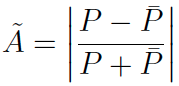 Ã = | (P − P̄) / (P + P̄) |